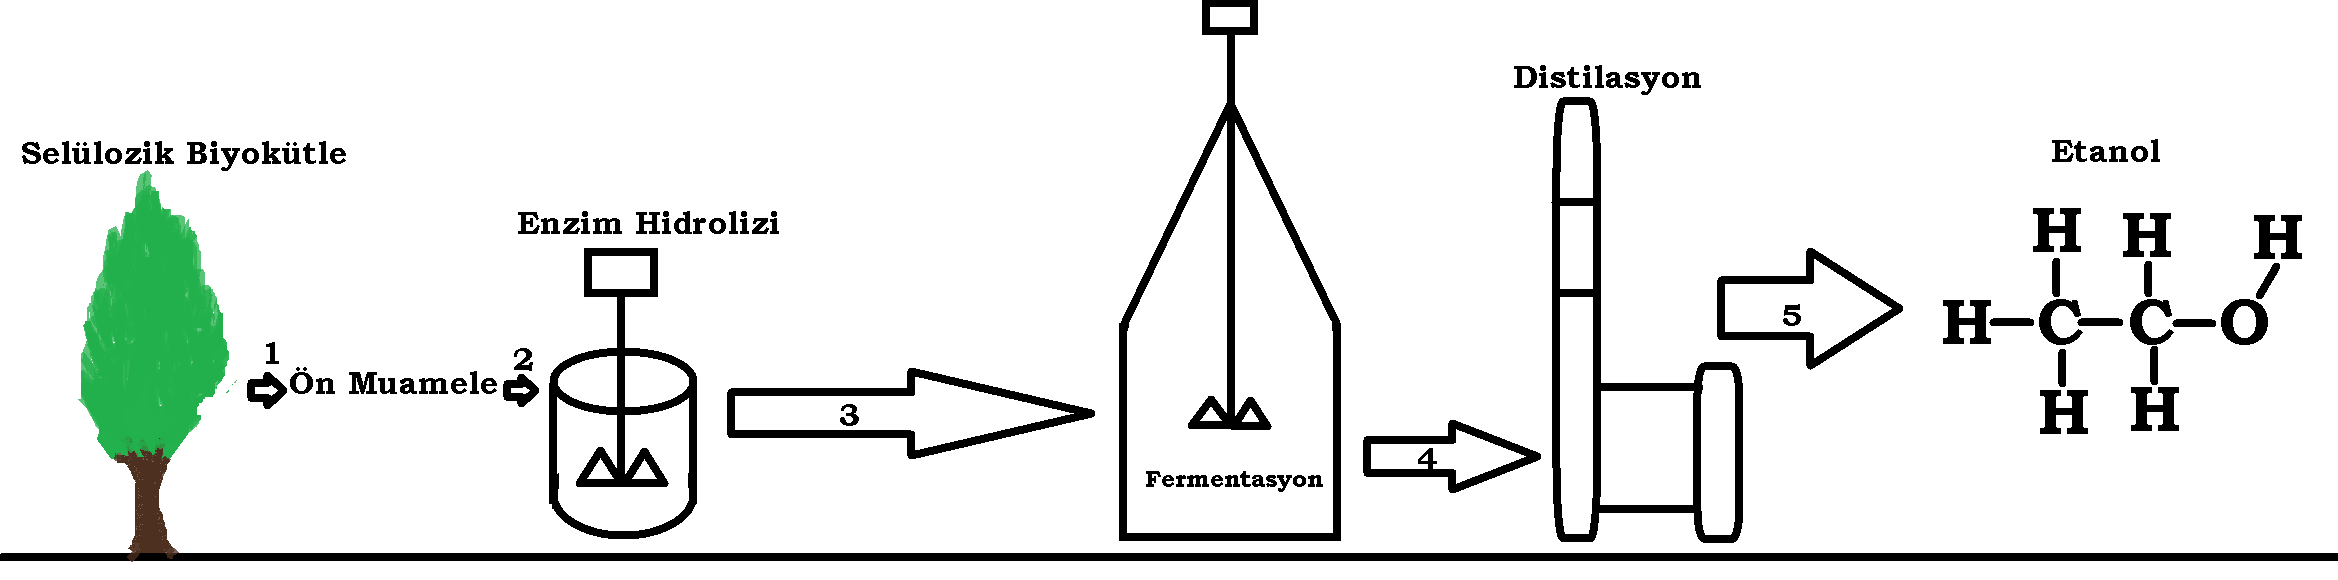 Selülozik Biyokütle
1
Ön Muamele
2
Enzim Hidrolizi
3
Fermentasyon
4
Distilasyon
5
Etanol
H H H
H C C O
H H